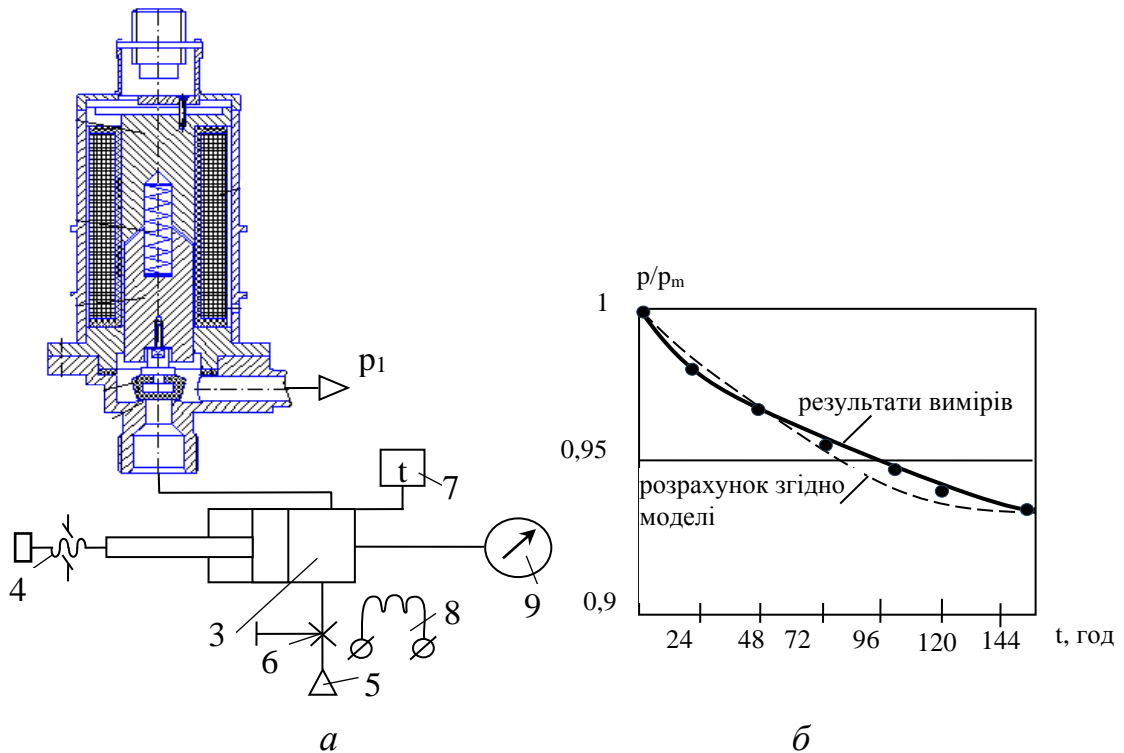 p₁
t
7
4
3
6
8
9
5
а
p/pₘ
1
результати вимірів
0,95
розрахунок згідно
моделі
0,9
24
48
72
96
120
144
t, год
б